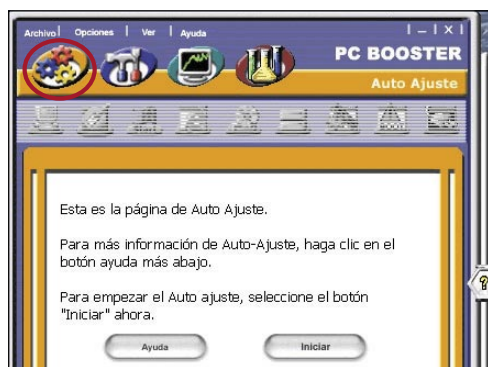 Archivo Opciones Ver Ayuda
PC BOOSTER
Auto Ajuste
Esta es la página de Auto Ajuste.
Para más información de Auto-Ajuste, haga clic en el
botón ayuda más abajo.
Para empezar el Auto ajuste, seleccione el botón
"Iniciar" ahora.
Ayuda Iniciar